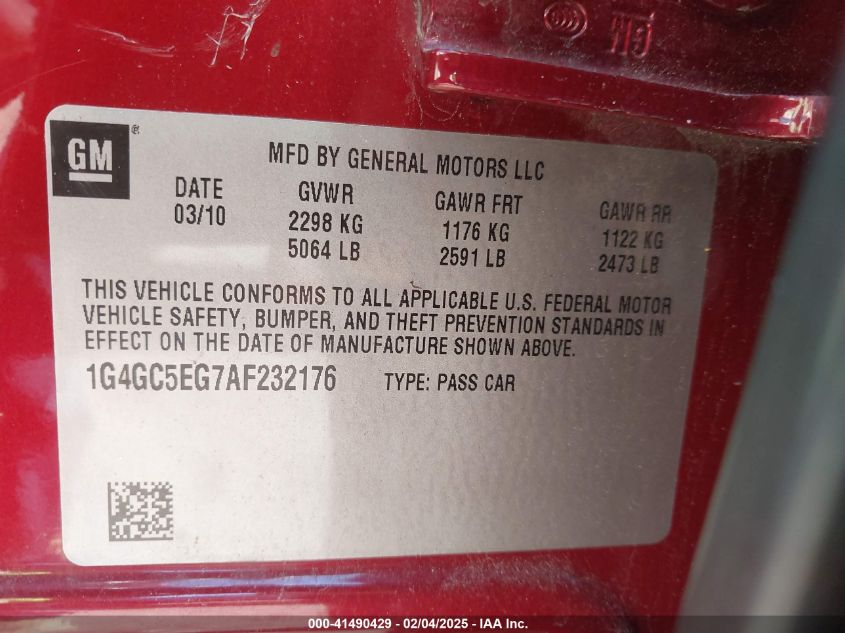 GM ®
MFD BY GENERAL MOTORS LLC
DATE GVWR GAWR FRT GAWR RR
03/10 2298 KG 1176 KG 1122 KG
5064 LB 2591 LB 2473 LB
THIS VEHICLE CONFORMS TO ALL APPLICABLE U.S. FEDERAL MOTOR
VEHICLE SAFETY, BUMPER, AND THEFT PREVENTION STANDARDS IN
EFFECT ON THE DATE OF MANUFACTURE SHOWN ABOVE.
1G4GC5EG7AF232176 TYPE: PASS CAR
000-41490429 - 02/04/2025 - IAA Inc.